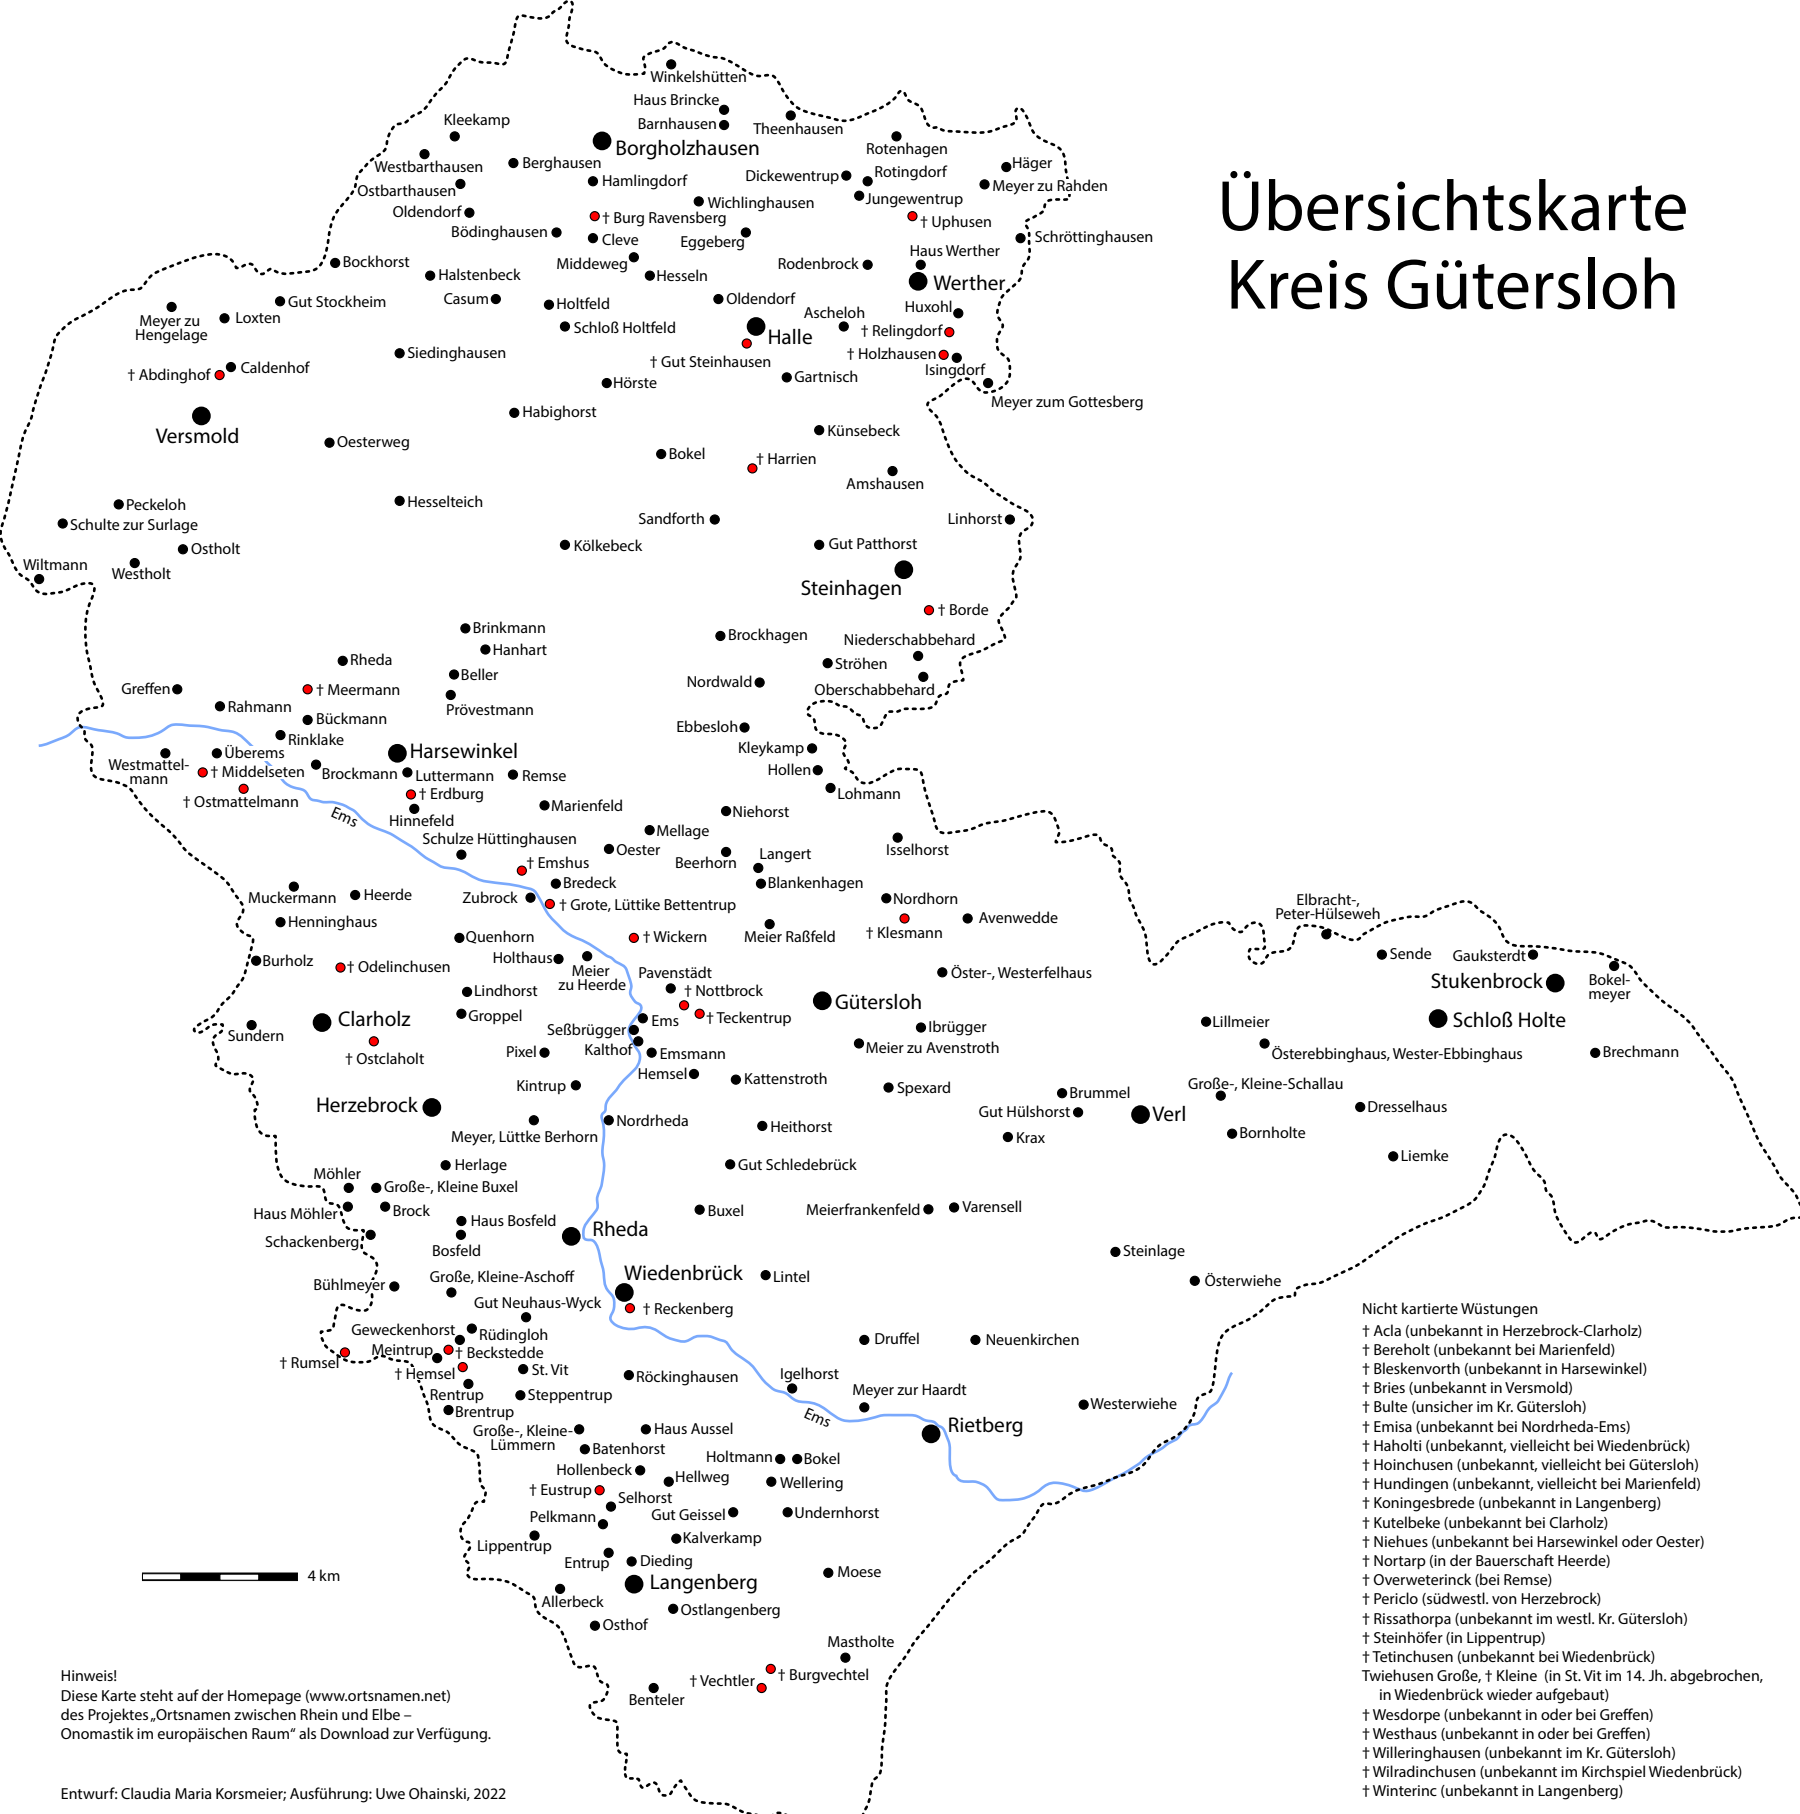 Übersichtskarte
Kreis Gütersloh
Winkelshütten
Haus Brincke
Barnhausen
Theenhausen
Kleekamp
Borgholzhausen
Rotenhagen
Westbarthausen
Berghausen
Häger
Ostbarthausen
Hamlingdorf
Dickewentrup
Rotingdorf
Meyer zu Rahden
Oldendorf
Wichlinghausen
Jungewentrup
† Burg Ravensberg
† Uphusen
Bödinghausen
Cleve
Eggeberg
Schröttinghausen
Haus Werther
Bockhorst
Middeweg
Rodenbrock
Halstenbeck
Hesseln
Werther
Gut Stockheim
Casum
Holtfeld
Oldendorf
Huxohl
Meyer zu
Hengelage
Loxten
Schloß Holtfeld
Ascheloh
† Relingdorf
Halle
Siedinghausen
† Gut Steinhausen
† Holzhausen
Isingdorf
† Abdinghof
Caldenhof
Hörste
Gartnisch
Meyer zum Gottesberg
Versmold
Habighorst
Oesterweg
Künsebeck
Bokel
† Harrien
Amshausen
Peckeloh
Hesselteich
Schulte zur Surlage
Sandforth
Linhorst
Ostholt
Kölkebeck
Gut Patthorst
Wiltmann
Westholt
Steinhagen
† Borde
Brinkmann
Brockhagen
Niederschabbehard
Hanhart
Rheda
Ströhen
Beller
Greffen
† Meermann
Nordwald
Oberschabbehard
Rahmann
Prövestmann
Bückmann
Ebbesloh
Rinklake
Harsewinkel
Kleykamp
Westmattel-
mann
Überems
† Middelseten
Brockmann
Luttermann
Remse
Hollen
† Ostmattelmann
† Erdburg
Lohmann
Ems
Hinnefeld
Marienfeld
Niehorst
Schulze Hüttinghausen
Mellage
Isselhorst
Oester
Beerhorn
Langert
† Emshus
Bredeck
Blankenhagen
Muckermann
Heerde
Zubrock
† Grote, Lüttike Bettentrup
Nordhorn
Elbracht-,
Peter-Hülseweh
Henninghaus
Avenwedde
† Klesmann
Quenhorn
† Wickern
Meier Raßfeld
Burholz
Holthaus
Sende
Gauksterdt
† Odelinchusen
Meier
zu Heerde
Pavenstädt
Öster-, Westerfelhaus
Stukenbrock
Bokel-
meyer
Lindhorst
† Nottbrock
Gütersloh
Clarholz
Groppel
Ems
† Teckentrup
Schloß Holte
Sundern
Seßbrügger
Ibrügger
Lillmeier
† Ostclaholt
Pixel
Kalthof
Emsmann
Meier zu Avenstroth
Österebbinghaus, Wester-Ebbinghaus
Brechmann
Hemsel
Kattenstroth
Kintrup
Spexard
Große-, Kleine-Schallau
Brummel
Herzebrock
Gut Hülshorst
Verl
Dresselhaus
Meyer, Lüttke Berhorn
Nordrheda
Heithorst
Krax
Bornholte
Herlage
Gut Schledebrück
Liemke
Möhler
Große-, Kleine Buxel
Haus Möhler
Brock
Buxel
Meierfrankenfeld
Varensell
Haus Bosfeld
Rheda
Schackenberg
Bosfeld
Steinlage
Bühlmeyer
Große, Kleine-Aschoff
Wiedenbrück
Lintel
Österwiehe
Gut Neuhaus-Wyck
† Reckenberg
Geweckenhorst
Rüdingloh
Druffel
Neuenkirchen
Meintrup
† Beckstedde
† Rumsel
† Hemsel
St. Vit
Röckinghausen
Igelhorst
Rentrup
Steppentrup
Meyer zur Haardt
Brentrup
Ems
Westerwiehe
Große-, Kleine-
Lümmern
Haus Aussel
Rietberg
Batenhorst
Holtmann
Bokel
Hollenbeck
Hellweg
Wellering
† Eustrup
Selhorst
Gut Geissel
Undernhorst
Pelkmann
Lippentrup
Kalverkamp
Entrup
Dieding
Moese
Langenberg
Allerbeck
Ostlangenberg
Osthof
Mastholte
† Vechtler
† Burgvechtel
Benteler
4 km
Hinweis!
Diese Karte steht auf der Homepage (www.ortsnamen.net)
des Projektes „Ortsnamen zwischen Rhein und Elbe –
Onomastik im europäischen Raum“ als Download zur Verfügung.
Entwurf: Claudia Maria Korsmeier; Ausführung: Uwe Ohainski, 2022
Nicht kartierte Wüstungen
† Acla (unbekannt in Herzebrock-Clarholz)
† Bereholt (unbekannt bei Marienfeld)
† Bleskenvorth (unbekannt in Harsewinkel)
† Bries (unbekannt in Versmold)
† Bulte (unsicher im Kr. Gütersloh)
† Emisa (unbekannt bei Nordrheda-Ems)
† Haholti (unbekannt, vielleicht bei Wiedenbrück)
† Hoinchusen (unbekannt, vielleicht bei Gütersloh)
† Hundingen (unbekannt, vielleicht bei Marienfeld)
† Koningesbrede (unbekannt in Langenberg)
† Kutelbeke (unbekannt bei Clarholz)
† Niehues (unbekannt bei Harsewinkel oder Oester)
† Nortarp (in der Bauerschaft Heerde)
† Overweterinck (bei Remse)
† Periclo (südwestl. von Herzebrock)
† Rissathorpa (unbekannt im westl. Kr. Gütersloh)
† Steinhöfer (in Lippentrup)
† Tetinchusen (unbekannt bei Wiedenbrück)
Twiehusen Große, † Kleine (in St. Vit im 14. Jh. abgebrochen,
in Wiedenbrück wieder aufgebaut)
† Wesdorpe (unbekannt in oder bei Greffen)
† Westhaus (unbekannt in oder bei Greffen)
† Willeringhausen (unbekannt im Kr. Gütersloh)
† Wilradinchusen (unbekannt im Kirchspiel Wiedenbrück)
† Winterinc (unbekannt in Langenberg)